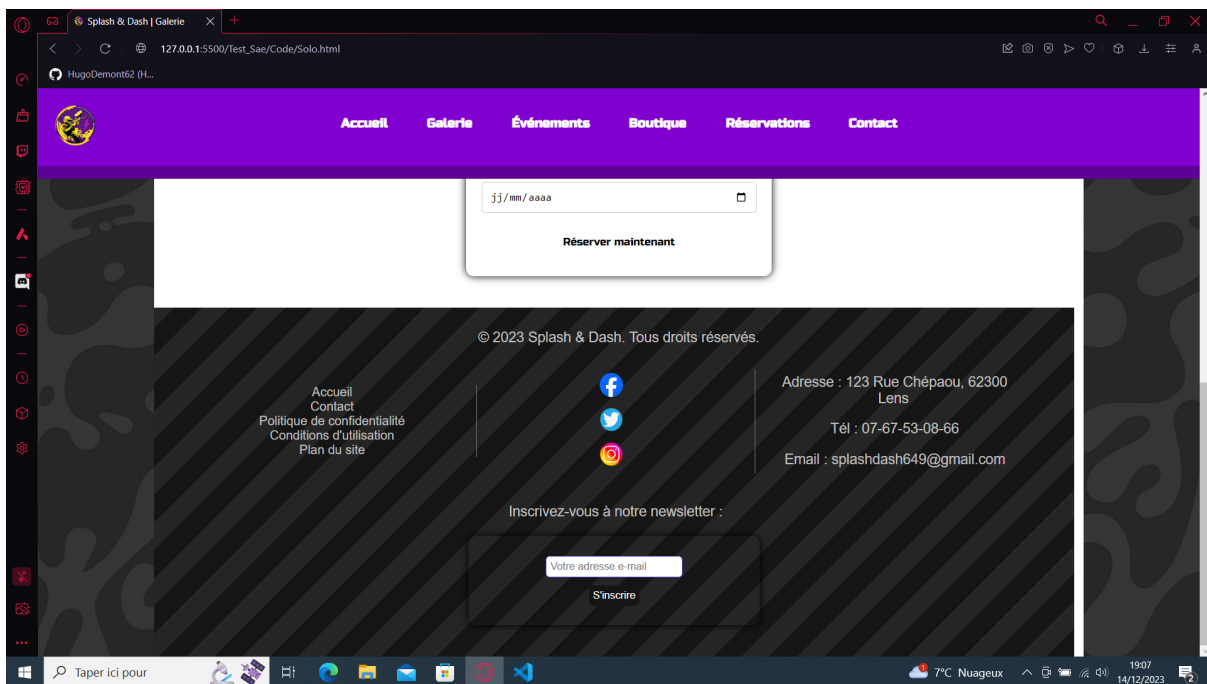 Splash & Dash | Galerie
127.0.0.1:5500/Test_Sae/Code/Solo.html
HugoDemont62 (H...
Accueil Galerie Événements Boutique Réservations Contact
jj/mm/aaaa
Réserver maintenant
© 2023 Splash & Dash. Tous droits réservés.
Accueil
Contact
Politique de confidentialité
Conditions d'utilisation
Plan du site
Adresse : 123 Rue Chépaou, 62300
Lens
Tél : 07-67-53-08-66
Email : splashdash649@gmail.com
Inscrivez-vous à notre newsletter :
Votre adresse e-mail
S'inscrire
Taper ici pour
7°C Nuageux
19:07
14/12/2023
2